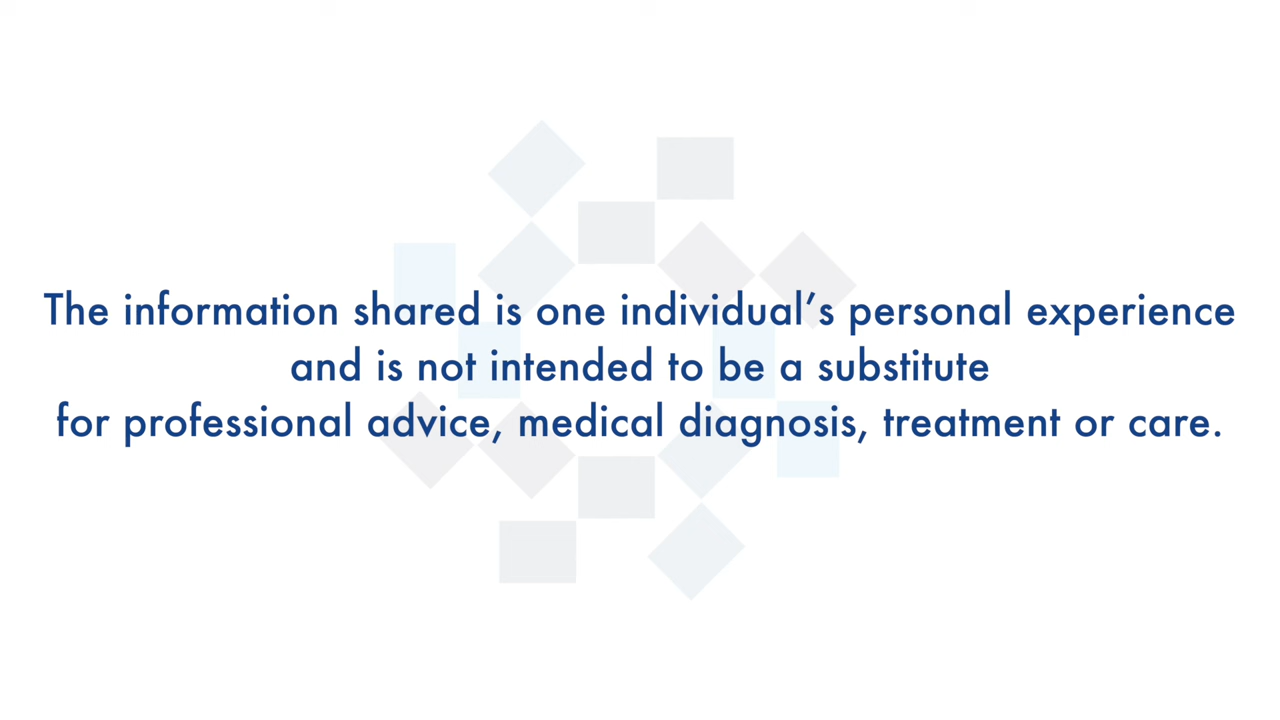 The information shared is one individual’s personal experience
and is not intended to be a substitute
for professional advice, medical diagnosis, treatment or care.